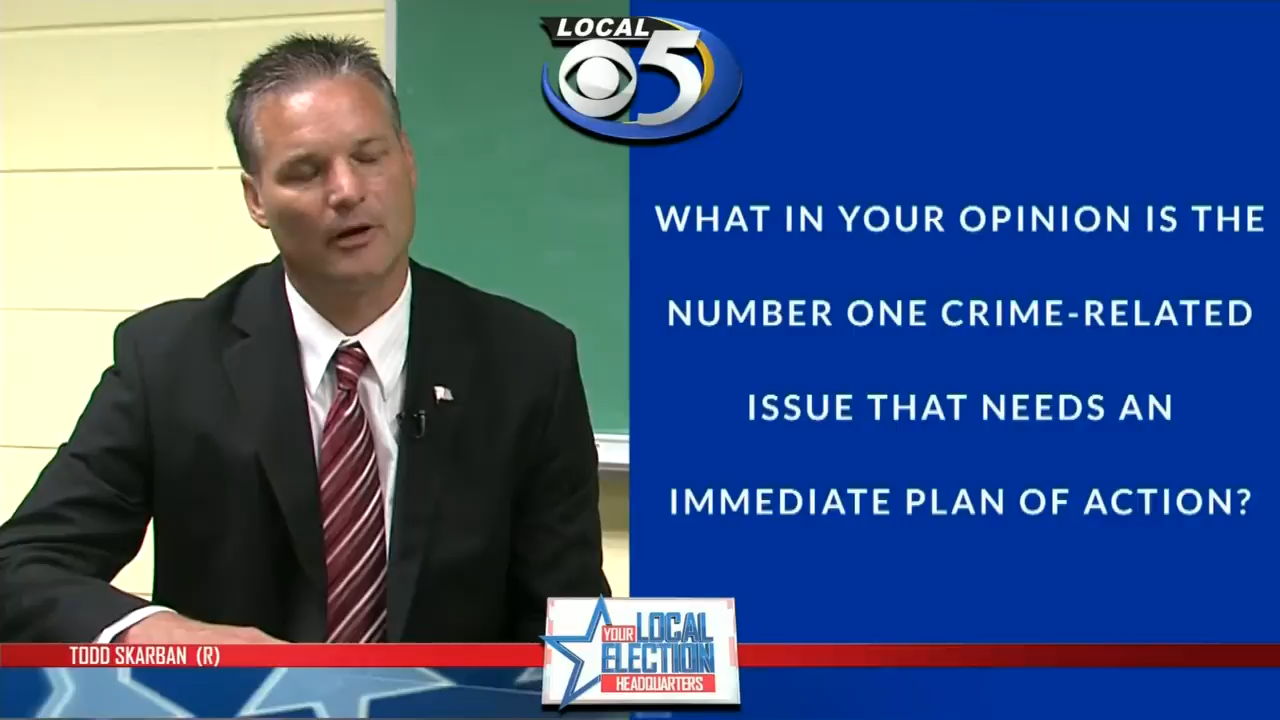 LOCAL
5
WHAT IN YOUR OPINION IS THE
NUMBER ONE CRIME-RELATED
ISSUE THAT NEEDS AN
IMMEDIATE PLAN OF ACTION?
TODD SKARBAN (R)
YOUR LOCAL
ELECTION
HEADQUARTERS